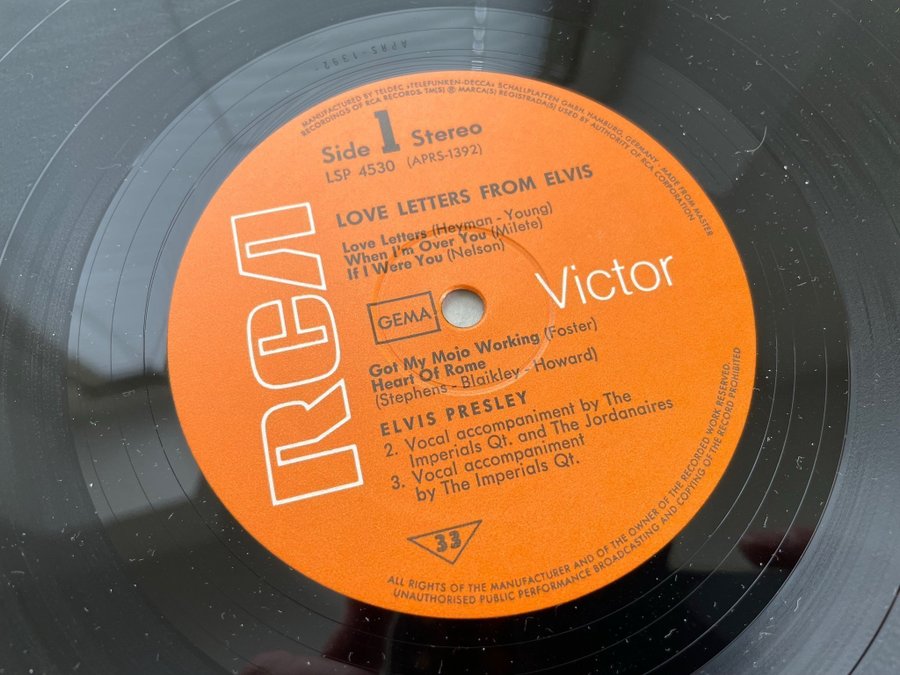 APRS-1392-
MANUFACTURED BY TELDEC »TELEFUNKEN-DECCA« SCHALLPLATTEN GMBH, HAMBURG, GERMANY - MADE FROM MASTER
RECORDINGS OF RCA RECORDS. TM(S) ® MARCA(S) REGISTRADA(S) USED BY AUTHORITY OF RCA CORPORATION
Side 1 Stereo
LSP 4530 (APRS-1392)
LOVE LETTERS FROM ELVIS
Love Letters (Heyman - Young)
When I'm Over You (Milete)
If I Were You (Nelson)
RCA
GEMA
Victor
Got My Mojo Working (Foster)
Heart Of Rome
(Stephens - Blaikley - Howard)
ELVIS PRESLEY
2. Vocal accompaniment by The
Imperials Qt. and The Jordanaires
3. Vocal accompaniment
by The Imperials Qt.
33
ALL RIGHTS OF THE MANUFACTURER AND OF THE OWNER OF THE RECORDED WORK RESERVED
UNAUTHORISED PUBLIC PERFORMANCE BROADCASTING AND COPYING OF THE RECORD PROHIBITED